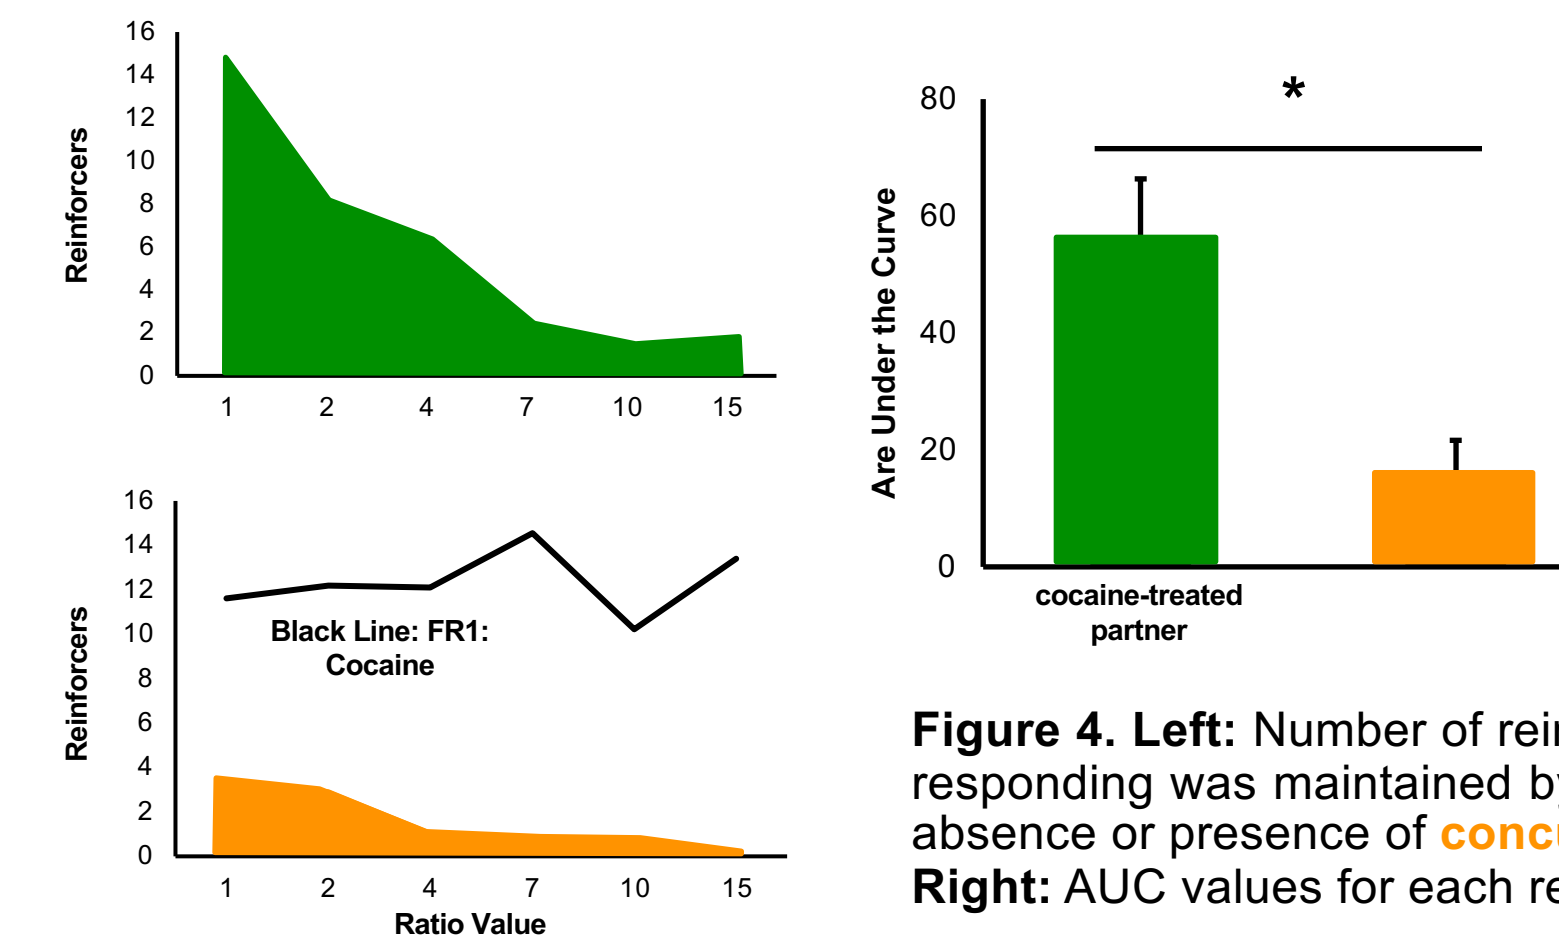 16
14
12
10
8
6
4
2
0
Reinforcers
1 2 4 7 10 15
16
14
12
10
8
6
4
2
0
Reinforcers
Black Line: FR1:
Cocaine
1 2 4 7 10 15
Ratio Value
*
80
60
40
20
0
Are Under the Curve
cocaine-treated
partner
Figure 4. Left: Number of
responding was maintained
absence or presence of
Right: AUC values for each